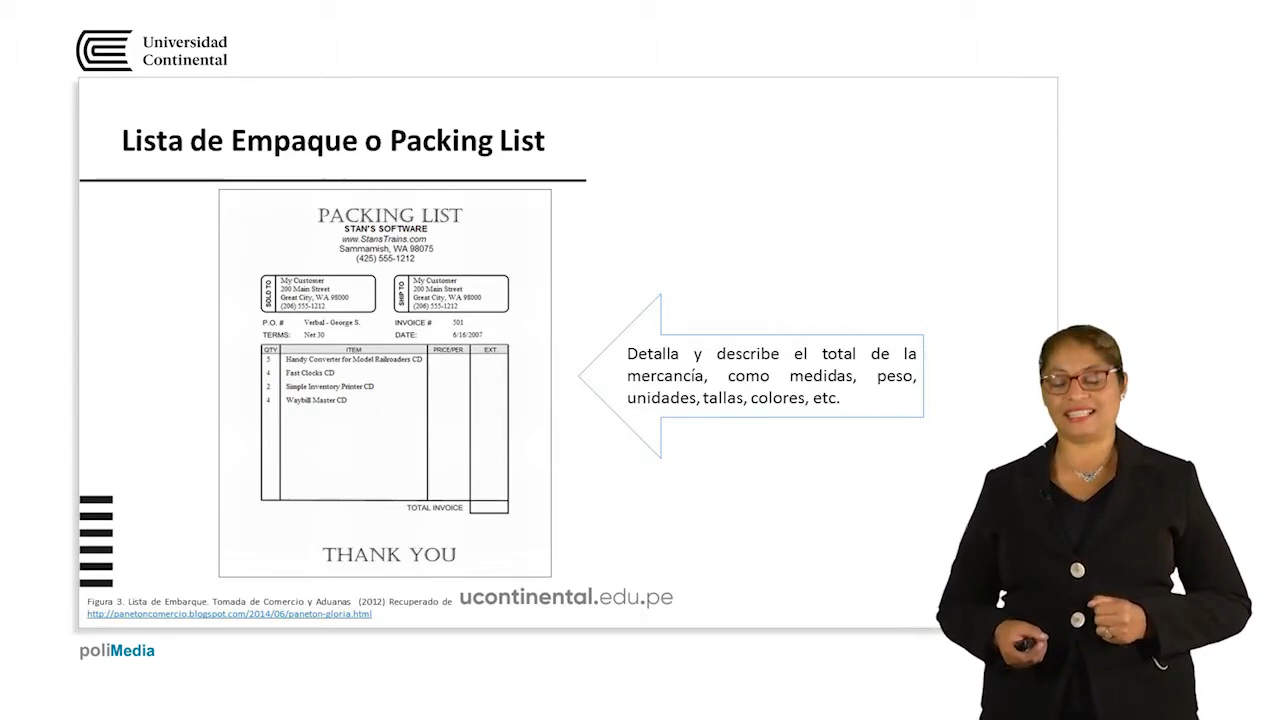 Universidad
Continental
Lista de Empaque o Packing List
PACKING LIST
STAN'S SOFTWARE
www.StansTrains.com
Sammamish, WA 98075
(425) 555-1212
SOLD TO
My Customer
200 Main Street
Great City, WA 98000
(206) 555-1212
SHIP TO
My Customer
200 Main Street
Great City, WA 98000
(206) 555-1212
P.O. # Verbal - George S. INVOICE # 501
TERMS: Net 30 DATE: 6/16/2007
QTY ITEM PRICE/PER EXT.
5 Handy Converter for Model Railroaders CD
4 Fast Clocks CD
2 Simple Inventory Printer CD
4 Waybill Master CD
TOTAL INVOICE
THANK YOU
Detalla y describe el total de la
mercancía, como medidas, peso,
unidades, tallas, colores, etc.
Figura 3. Lista de Embarque. Tomada de Comercio y Aduanas (2012) Recuperado de
http://panetoncomercio.blogspot.com/2014/06/paneton-gloria.html
ucontinental.edu.pe
poliMedia